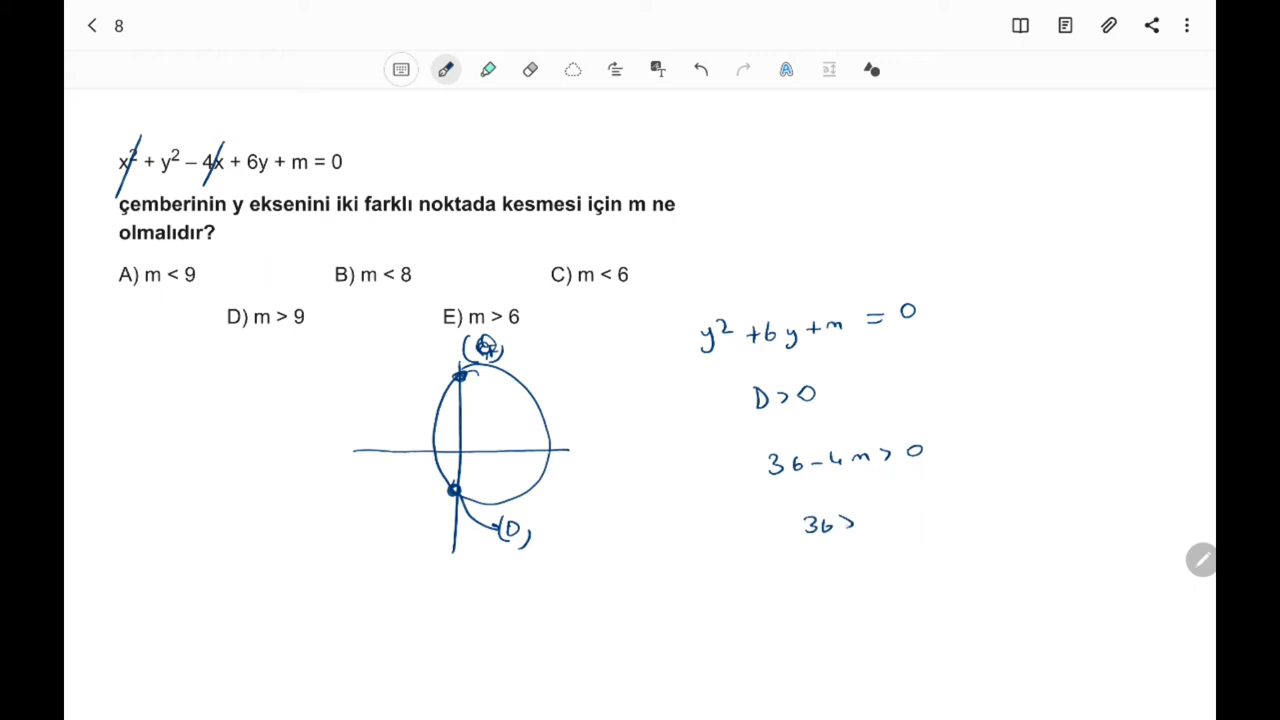 8
x² + y² – 4x + 6y + m = 0
çemberinin y eksenini iki farklı noktada kesmesi için m ne
olmalıdır?
A) m < 9 B) m < 8 C) m < 6
D) m > 9 E) m > 6
y² + 6y + m = 0
D > 0
36 – 4m > 0
36 >
(0,